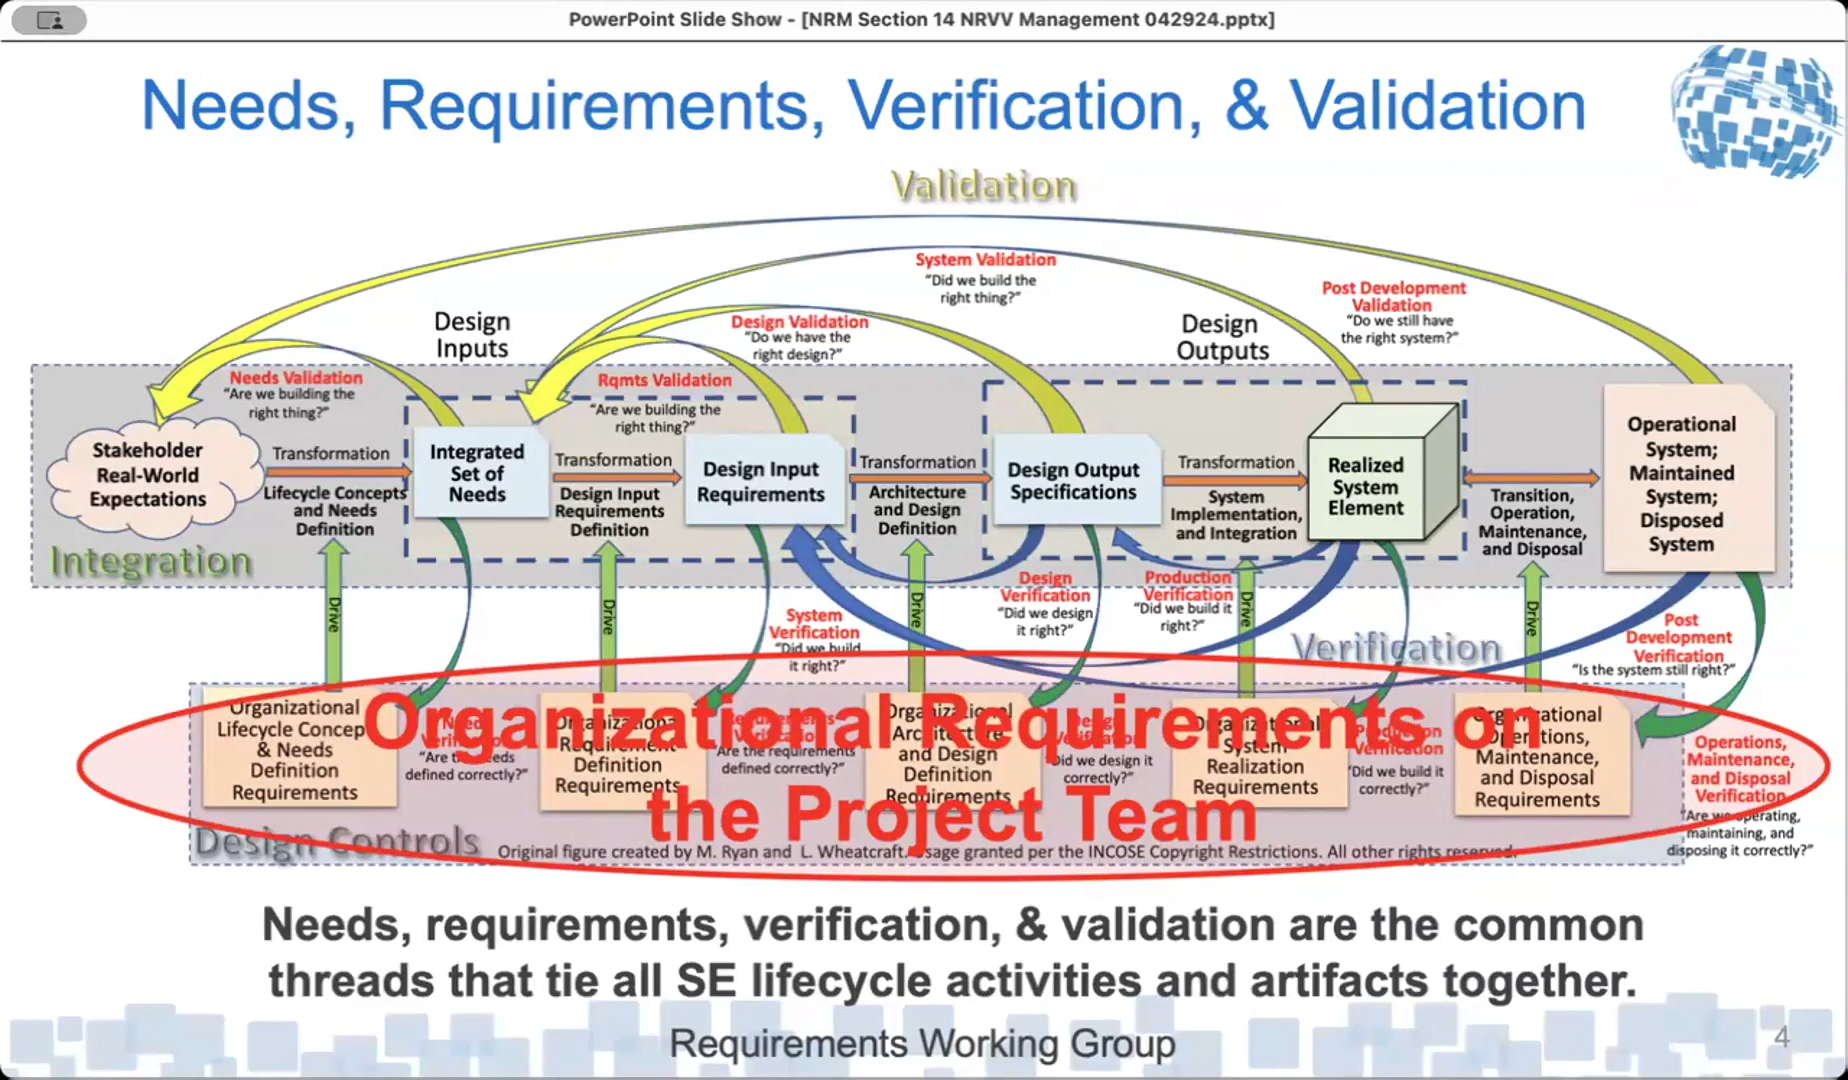 PowerPoint Slide Show - [NRM Section 14 NRVV Management 042924.pptx]
Needs, Requirements, Verification, & Validation
Validation
System Validation
"Did we build the
right thing?"
Post Development
Validation
"Do we still have
the right system?"
Design
Inputs
Design Validation
"Do we have the
right design?"
Design
Outputs
Needs Validation
"Are we building the
right thing?"
Rqmts Validation
"Are we building the
right thing?"
Stakeholder
Real-World
Expectations
Transformation
Lifecycle Concepts
and Needs
Definition
Integrated
Set of
Needs
Transformation
Design Input
Requirements
Definition
Design Input
Requirements
Transformation
Architecture
and Design
Definition
Design Output
Specifications
Transformation
System
Implementation,
and Integration
Realized
System
Element
Transition,
Operation,
Maintenance,
and Disposal
Operational
System;
Maintained
System;
Disposed
System
Integration
Drive
Drive
Drive
Drive
Drive
System
Verification
"Did we build
it right?"
Design
Verification
"Did we design
it right?"
Production
Verification
"Did we build it
right?"
Verification
Post
Development
Verification
"Is the system still right?"
Organizational Requirements on
the Project Team
Organizational
Lifecycle Concept
& Needs
Definition
Requirements
"Are the needs
defined correctly?"
Organizational
Requirement
Definition
Requirements
"Are the requirements
defined correctly?"
Organizational
Architecture
and Design
Definition
Requirements
Design
Verification
"Did we design it
correctly?"
Organizational
System
Realization
Requirements
Production
Verification
"Did we build it
correctly?"
Organizational
Operations,
Maintenance,
and Disposal
Requirements
Operations,
Maintenance,
and Disposal
Verification
"Are we operating,
maintaining, and
disposing it correctly?"
Design Controls
Original figure created by M. Ryan and L. Wheatcraft. Usage granted per the INCOSE Copyright Restrictions. All other rights reserved.
Needs, requirements, verification, & validation are the common
threads that tie all SE lifecycle activities and artifacts together.
Requirements Working Group
4